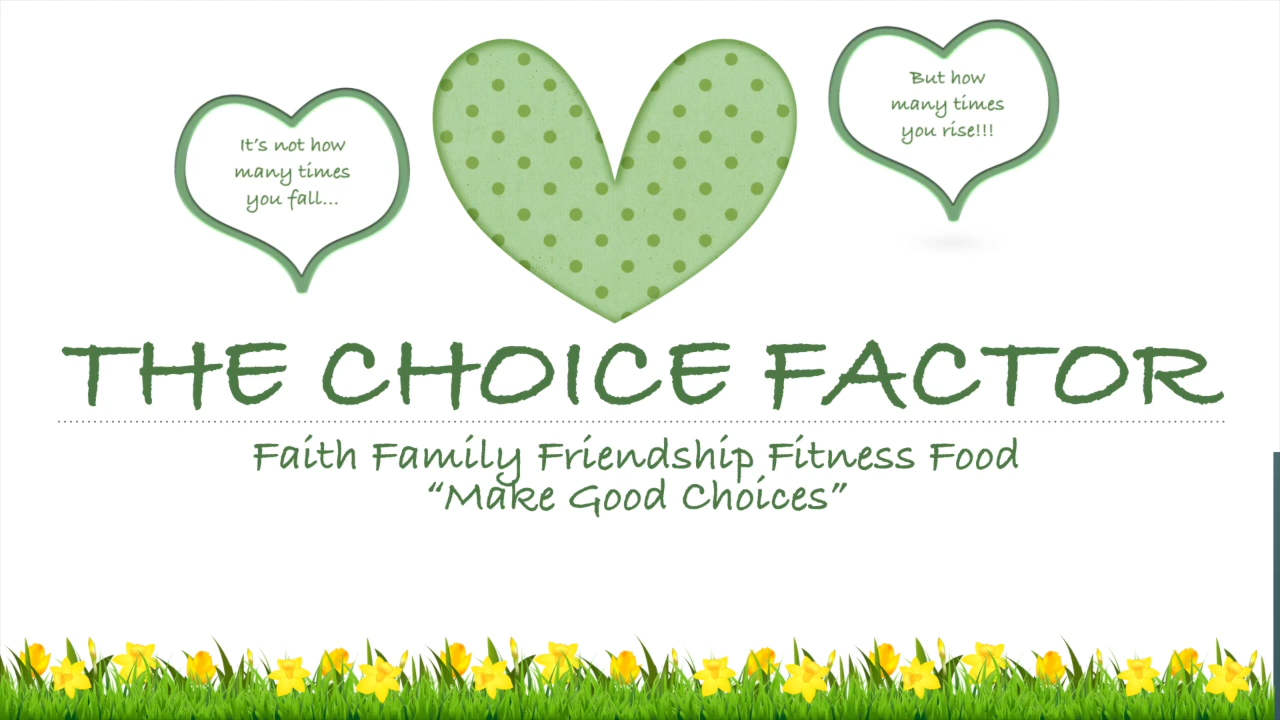 It's not how
many times
you fall...
But how
many times
you rise!!!
THE CHOICE FACTOR
Faith Family Friendship Fitness Food
“Make Good Choices”